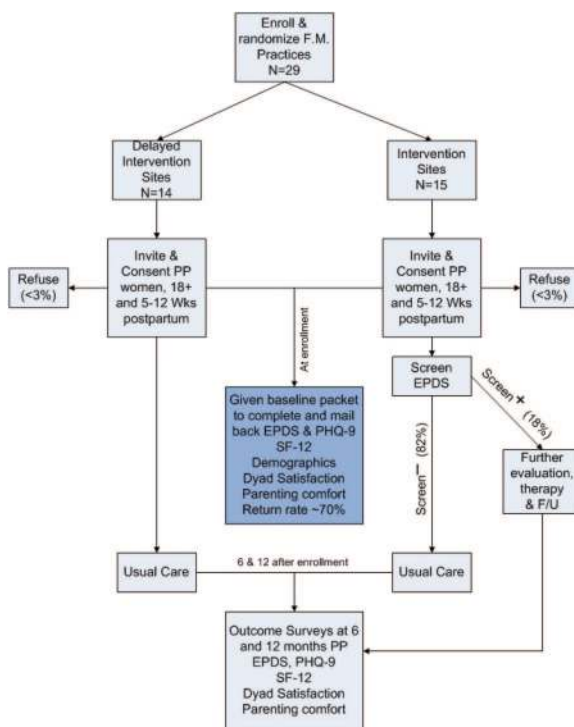 Enroll &
randomize F.M.
Practices
N=29
Delayed
Intervention
Sites
N=14
Intervention
Sites
N=15
Refuse
(<3%)
Invite &
Consent PP
women, 18+
and 5-12 Wks
postpartum
Invite &
Consent PP
women, 18+
and 5-12 Wks
postpartum
Refuse
(<3%)
At enrollment
Screen
EPDS
Screen + (18%)
Given baseline packet
to complete and mail
back EPDS & PHQ-9
SF-12
Demographics
Dyad Satisfaction
Parenting comfort
Return rate ~70%
Screen— (82%)
Further
evaluation,
therapy
& F/U
Usual Care
6 & 12 after enrollment
Usual Care
Outcome Surveys at 6
and 12 months PP
EPDS, PHQ-9
SF-12
Dyad Satisfaction
Parenting comfort